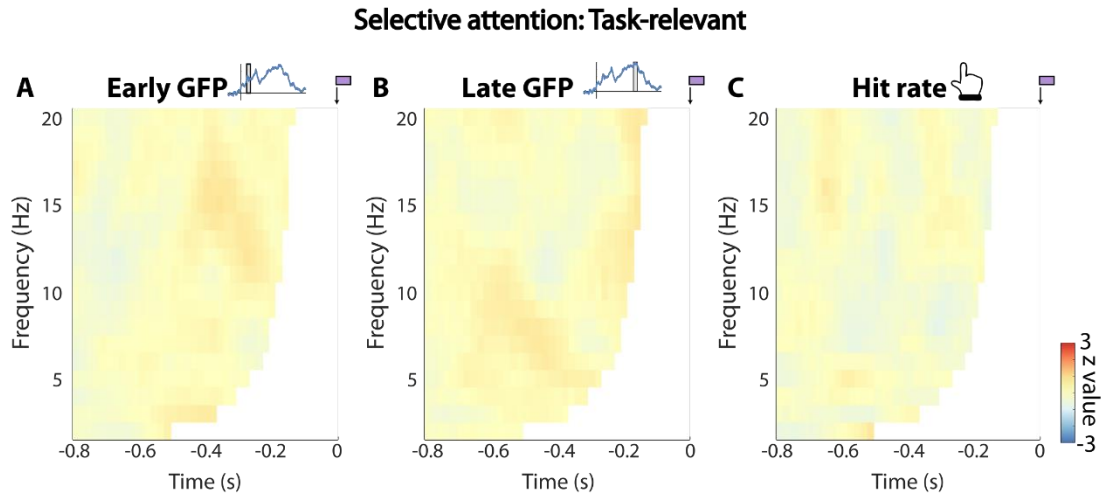 Selective attention: Task-relevant
A Early GFP
B Late GFP
C Hit rate
Frequency (Hz)
20
15
10
5
-0.8 -0.6 -0.4 -0.2 0
Time (s)
Frequency (Hz)
20
15
10
5
-0.8 -0.6 -0.4 -0.2 0
Time (s)
Frequency (Hz)
20
15
10
5
-0.8 -0.6 -0.4 -0.2 0
Time (s)
3
z value
-3